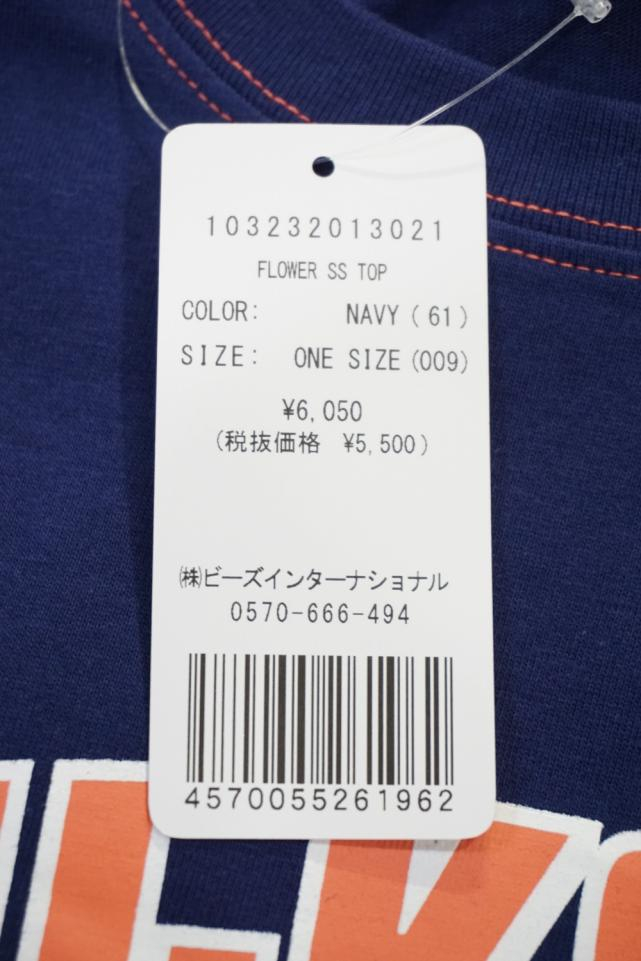 103232013021
FLOWER SS TOP
COLOR: NAVY (61)
SIZE: ONE SIZE (009)
¥6,050
(税抜価格 ¥5,500)
㈱ビーズインターナショナル
0570-666-494
4570055261962